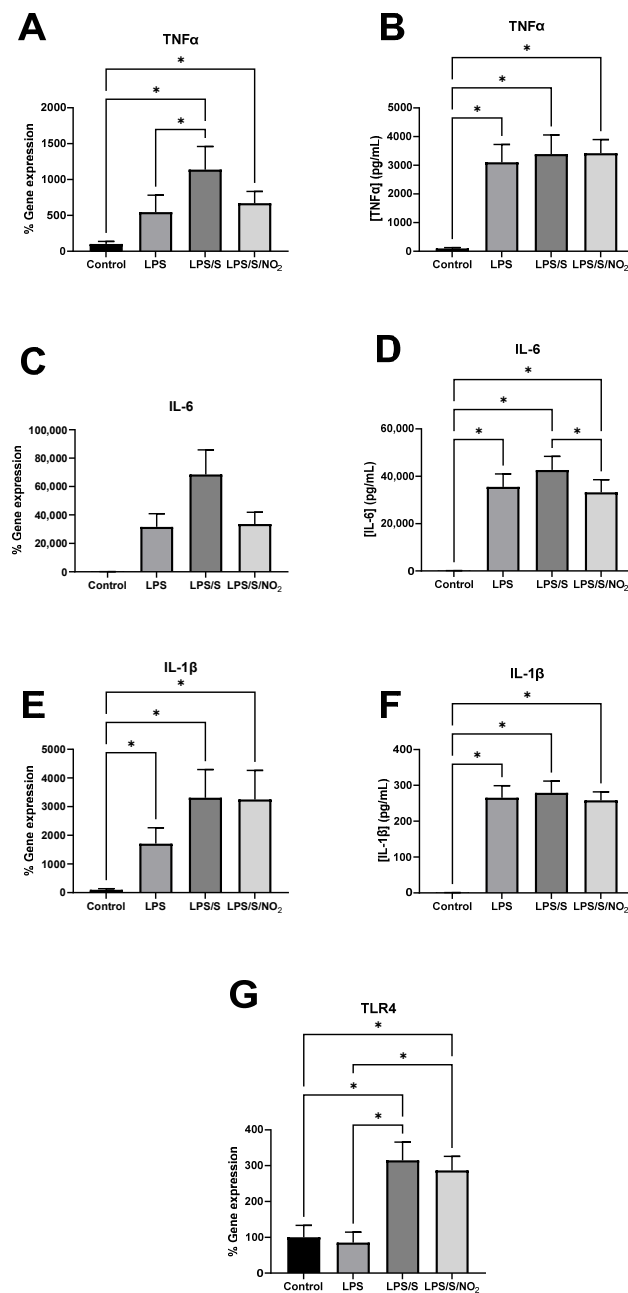 A
TNFα
*
*
*
2000
1500
1000
500
0
% Gene expression
Control LPS LPS/S LPS/S/NO₂
B
TNFα
*
*
*
5000
4000
3000
2000
1000
0
[TNFα] (pg/mL)
Control LPS LPS/S LPS/S/NO₂
C
IL-6
100,000
80,000
60,000
40,000
20,000
0
% Gene expression
Control LPS LPS/S LPS/S/NO₂
D
IL-6
*
*
* *
60,000
40,000
20,000
0
[IL-6] (pg/mL)
Control LPS LPS/S LPS/S/NO₂
E
IL-1β
*
*
*
5000
4000
3000
2000
1000
0
% Gene expression
Control LPS LPS/S LPS/S/NO₂
F
IL-1β
*
*
*
400
300
200
100
0
[IL-1β] (pg/mL)
Control LPS LPS/S LPS/S/NO₂
G
TLR4
*
*
*
*
400
300
200
100
0
% Gene expression
Control LPS LPS/S LPS/S/NO₂